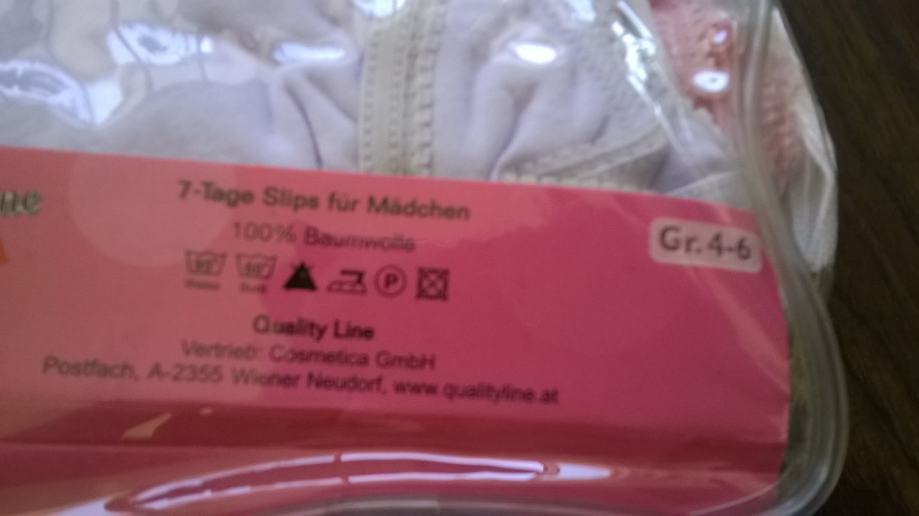 ne
7-Tage Slips für Mädchen
100% Baumwolle
Gr. 4-6
Quality Line
Vertrieb: Cosmetica GmbH
Postfach, A-2355 Wiener Neudorf, www.qualityline.at